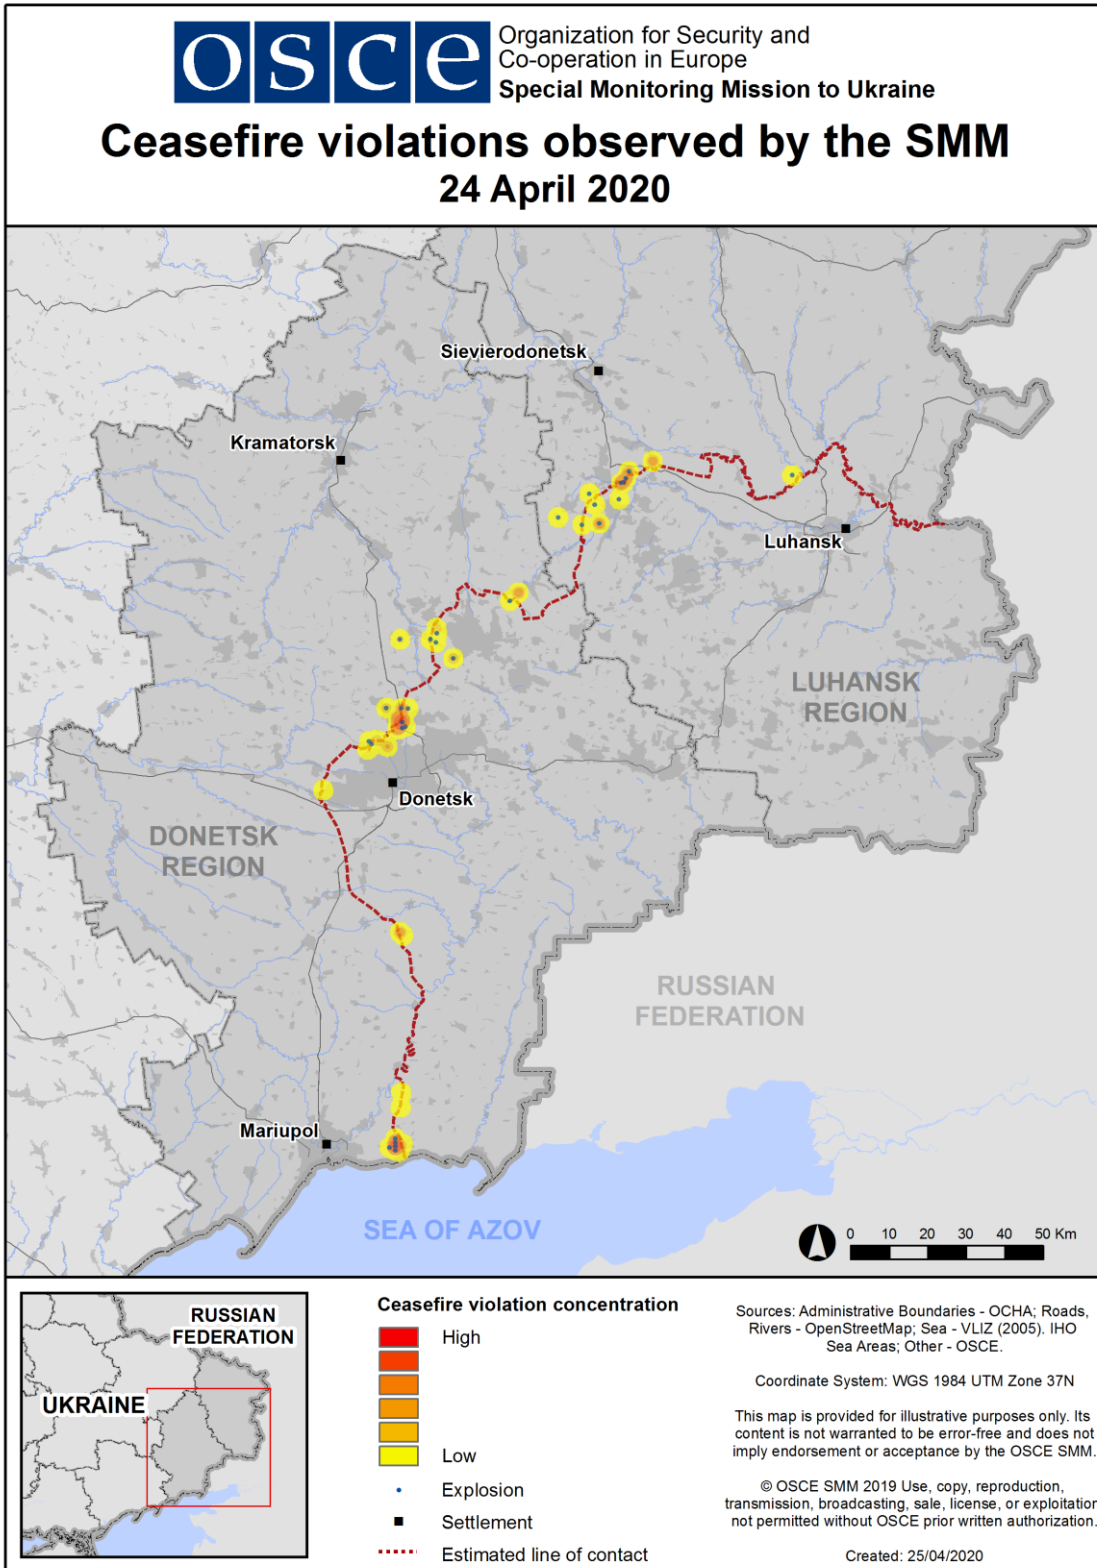 osce
Organization for Security and
Co-operation in Europe
Special Monitoring Mission to Ukraine
Ceasefire violations observed by the SMM
24 April 2020
Sievierodonetsk
Kramatorsk
Luhansk
LUHANSK
REGION
Donetsk
DONETSK
REGION
RUSSIAN
FEDERATION
Mariupol
SEA OF AZOV
0 10 20 30 40 50 Km
RUSSIAN
FEDERATION
UKRAINE
Ceasefire violation concentration
High
Low
Explosion
Settlement
Estimated line of contact
Sources: Administrative Boundaries - OCHA; Roads,
Rivers - OpenStreetMap; Sea - VLIZ (2005). IHO
Sea Areas; Other - OSCE.
Coordinate System: WGS 1984 UTM Zone 37N
This map is provided for illustrative purposes only. Its
content is not warranted to be error-free and does not
imply endorsement or acceptance by the OSCE SMM.
© OSCE SMM 2019 Use, copy, reproduction,
transmission, broadcasting, sale, license, or exploitation
not permitted without OSCE prior written authorization.
Created: 25/04/2020